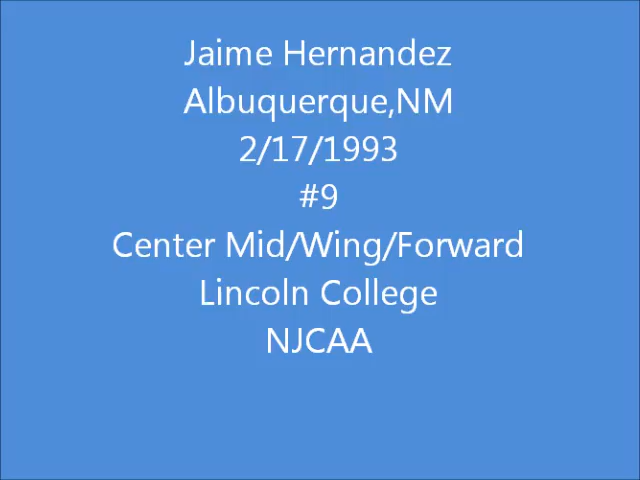 Jaime Hernandez
Albuquerque,NM
2/17/1993
#9
Center Mid/Wing/Forward
Lincoln College
NJCAA